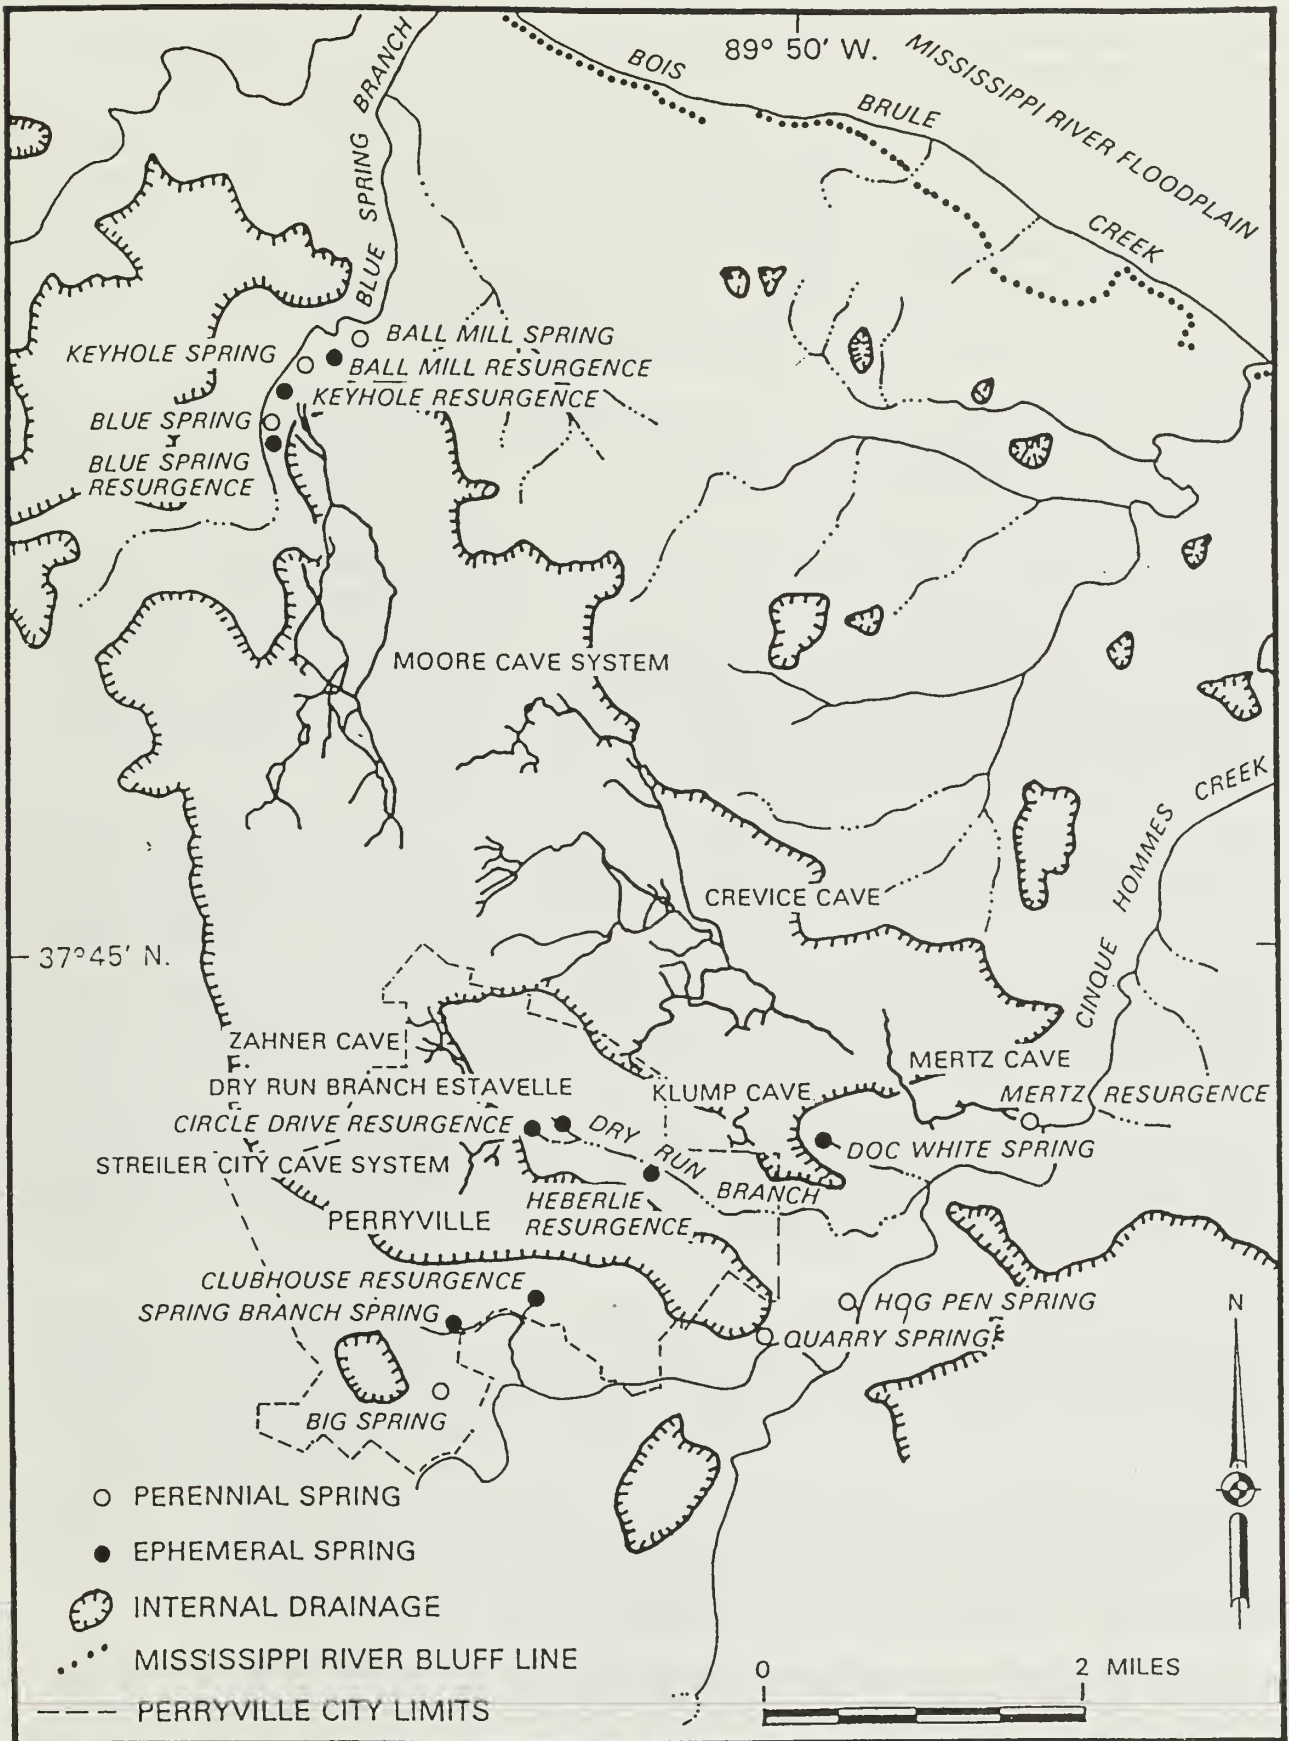 89° 50' W.
MISSISSIPPI RIVER FLOODPLAIN
BOIS BRULE CREEK
BLUE SPRING BRANCH
BALL MILL SPRING
KEYHOLE SPRING
BALL MILL RESURGENCE
KEYHOLE RESURGENCE
BLUE SPRING
BLUE SPRING
RESURGENCE
MOORE CAVE SYSTEM
CINQUE HOMMES CREEK
CREVICE CAVE
37°45' N.
ZAHNER CAVE
MERTZ CAVE
DRY RUN BRANCH ESTAVELLE
KLUMP CAVE
MERTZ RESURGENCE
CIRCLE DRIVE RESURGENCE
DRY RUN BRANCH
DOC WHITE SPRING
STREILER CITY CAVE SYSTEM
HEBERLIE
RESURGENCE
PERRYVILLE
CLUBHOUSE RESURGENCE
SPRING BRANCH SPRING
HOG PEN SPRING
N
QUARRY SPRING
BIG SPRING
PERENNIAL SPRING
EPHEMERAL SPRING
INTERNAL DRAINAGE
MISSISSIPPI RIVER BLUFF LINE
PERRYVILLE CITY LIMITS
0 2 MILES